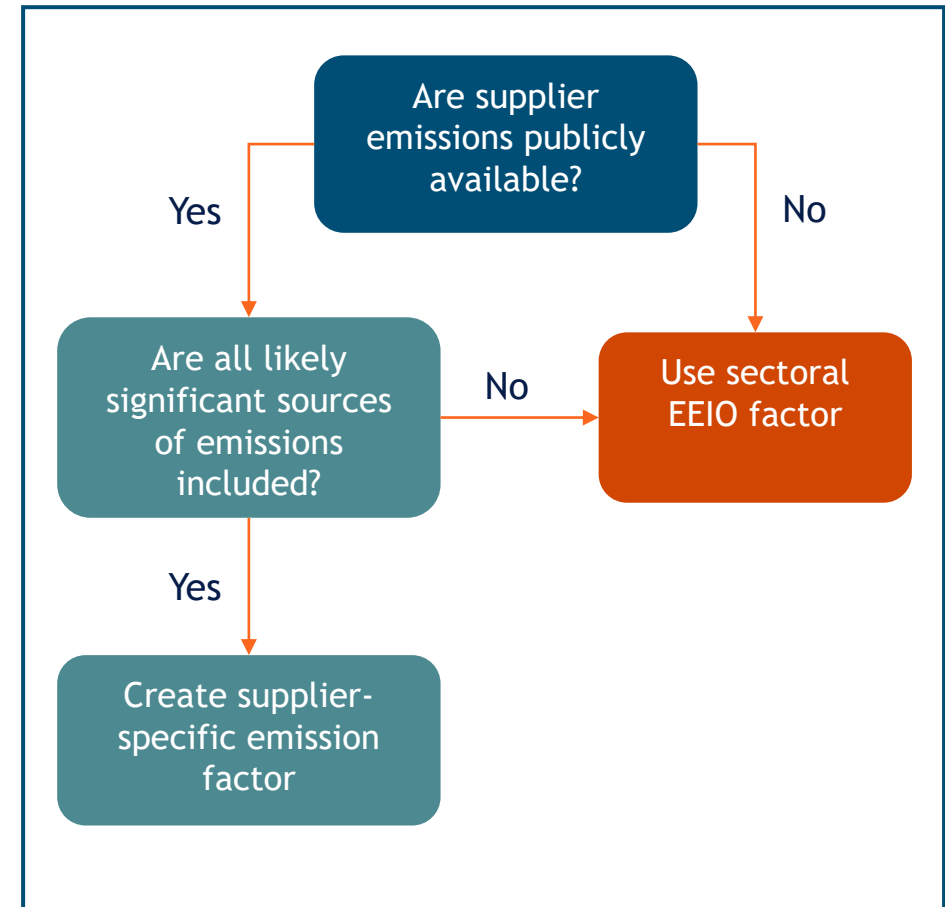 Are supplier
emissions publicly
available?
Yes
No
Are all likely
significant sources
of emissions
included?
No
Use sectoral
EEIO factor
Yes
Create supplier-
specific emission
factor